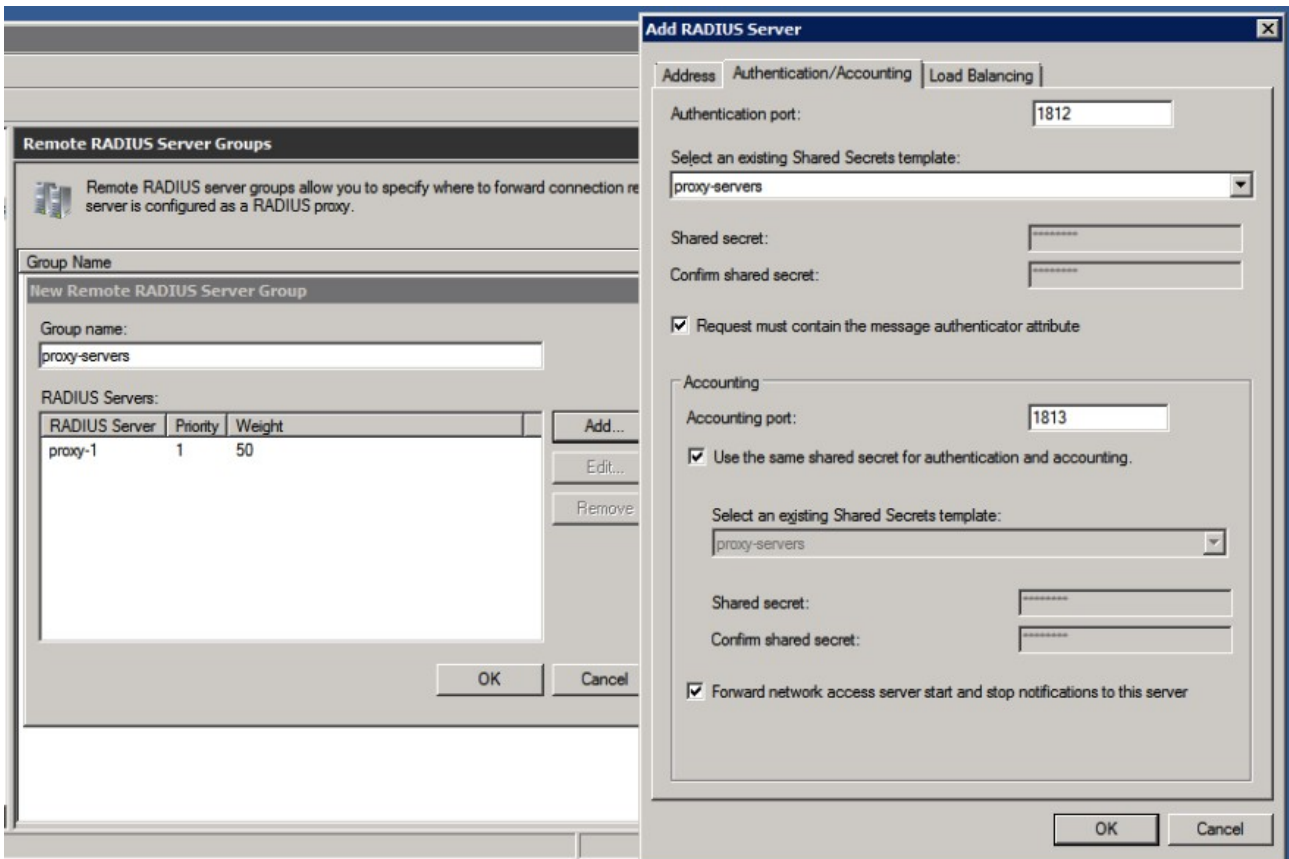 Remote RADIUS Server Groups
Remote RADIUS server groups allow you to specify where to forward connection re
server is configured as a RADIUS proxy.
Group Name
New Remote RADIUS Server Group
Group name:
proxy-servers
RADIUS Servers:
RADIUS Server Priority Weight
proxy-1 1 50
Add...
Edit...
Remove
OK Cancel
Add RADIUS Server
Address Authentication/Accounting Load Balancing
Authentication port: 1812
Select an existing Shared Secrets template:
proxy-servers
Shared secret: ********
Confirm shared secret: ********
Request must contain the message authenticator attribute
Accounting
Accounting port: 1813
Use the same shared secret for authentication and accounting.
Select an existing Shared Secrets template:
proxy-servers
Shared secret: ********
Confirm shared secret: ********
Forward network access server start and stop notifications to this server
OK Cancel